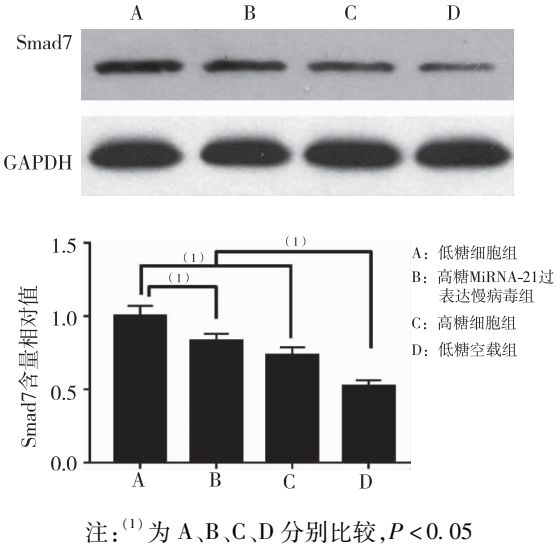 A B C D
Smad7
GAPDH
Smad7含量相对值
1.5
1.0
0.5
0.0
(1)
(1)
(1)
A B C D
A：低糖细胞组
B：高糖MiRNA-21过
表达慢病毒组
C：高糖细胞组
D：低糖空载组
注：(1)为 A、B、C、D 分别比较，P＜0.05